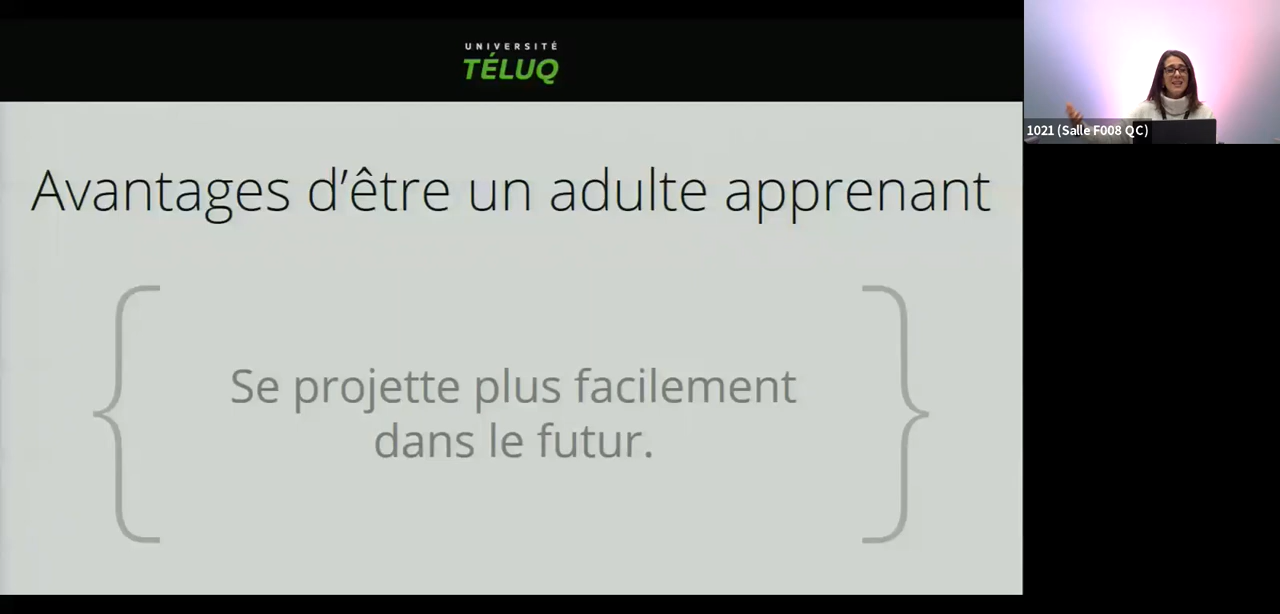 UNIVERSITÉ
TÉLUQ
Avantages d’être un adulte apprenant
Se projette plus facilement
dans le futur.
1021 (Salle F008 QC)